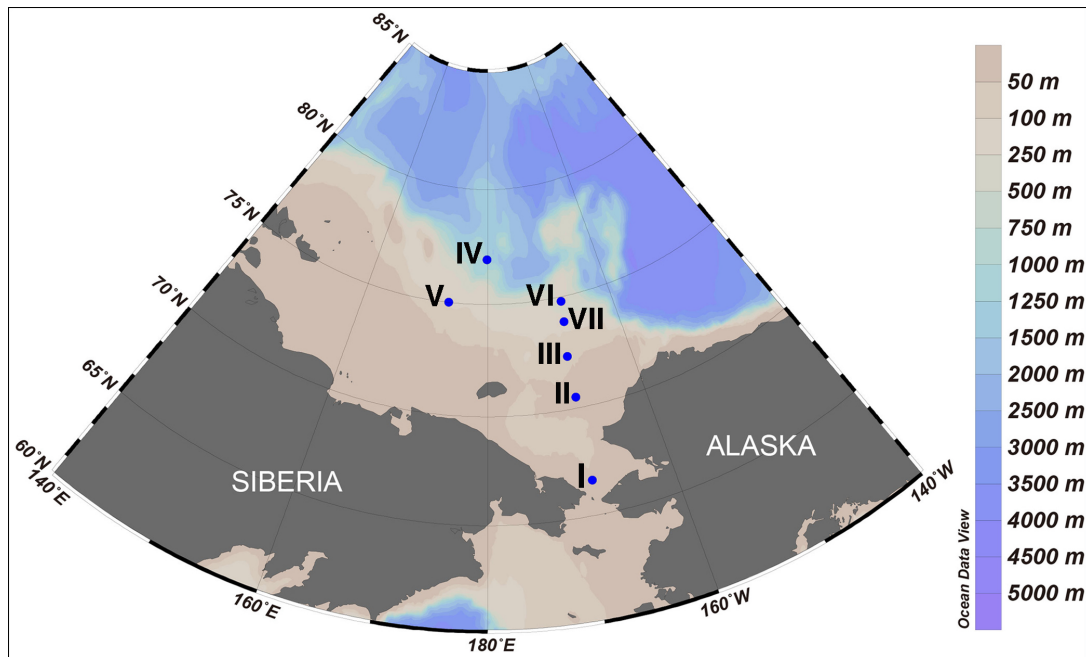 85°N
80°N
75°N
70°N
65°N
60°N
140°E
160°E
180°E
160°W
140°W
IV
V
VI
VII
III
II
I
SIBERIA
ALASKA
50 m
100 m
250 m
500 m
750 m
1000 m
1250 m
1500 m
2000 m
2500 m
3000 m
3500 m
4000 m
4500 m
5000 m
Ocean Data View